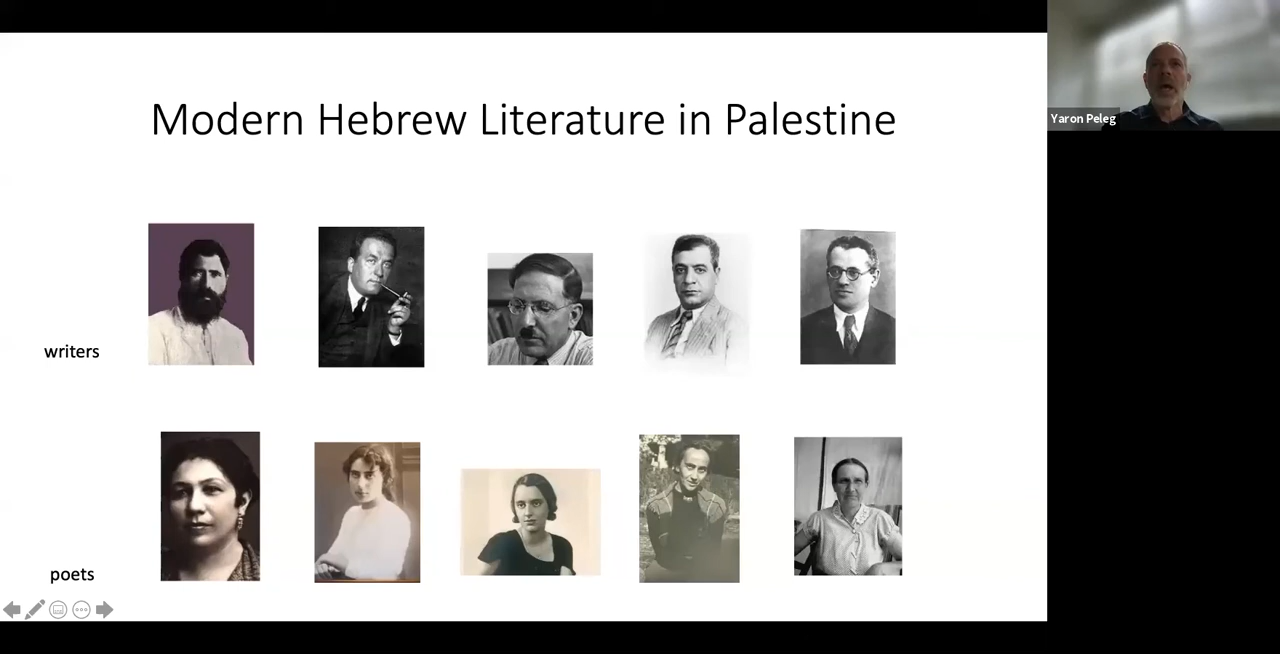 Modern Hebrew Literature in Palestine
Yaron Peleg
writers
poets